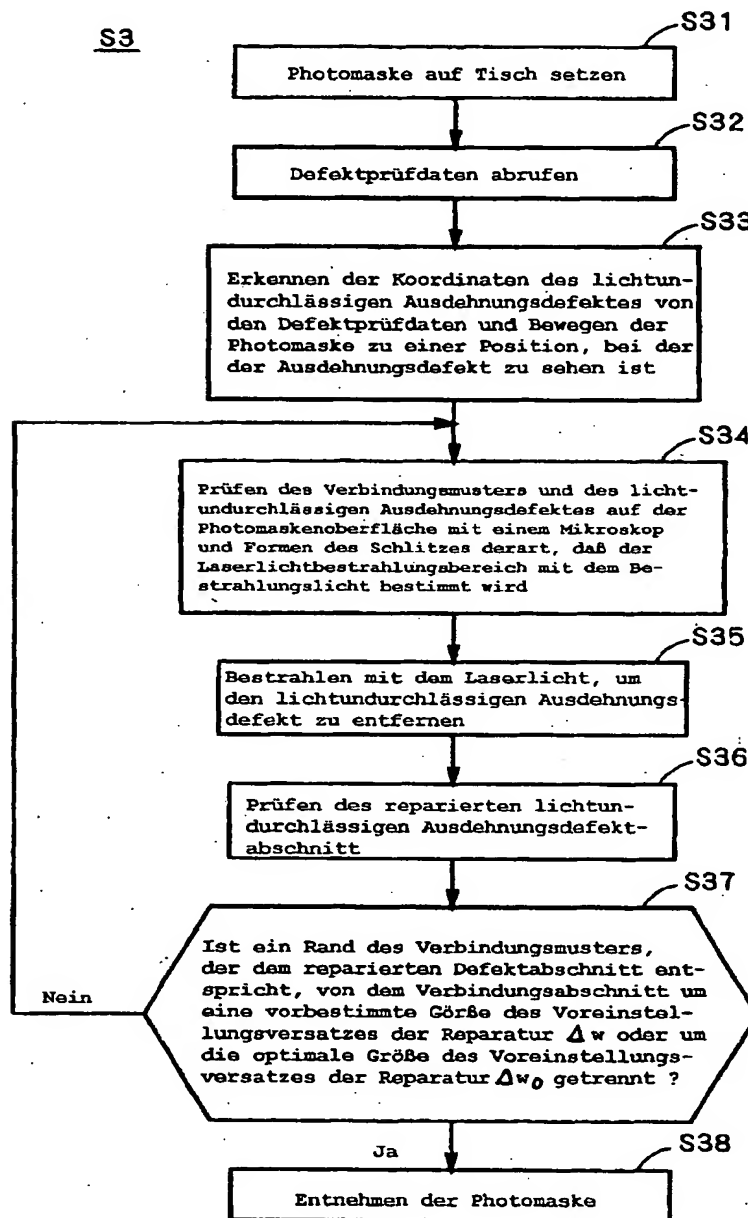 S3
S31
Photomaske auf Tisch setzen
S32
Defektprüfdaten abrufen
S33
Erkennen der Koordinaten des lichtun-
durchlässigen Ausdehnungsdefektes von
den Defektprüfdaten und Bewegen der
Photomaske zu einer Position, bei der
der Ausdehnungsdefekt zu sehen ist
S34
Prüfen des Verbindungsmusters und des licht-
undurchlässigen Ausdehnungsdefektes auf der
Photomaskenoberfläche mit einem Mikroskop
und Formen des Schlitzes derart, daß der
Laserlichtbestrahlungsbereich mit dem Be-
strahlungslicht bestimmt wird
S35
Bestrahlen mit dem Laserlicht, um
den lichtundurchlässigen Ausdehnungs-
defekt zu entfernen
S36
Prüfen des reparierten lichtun-
durchlässigen Ausdehnungsdefekt-
abschnitt
S37
Ist ein Rand des Verbindungsmusters,
der dem reparierten Defektabschnitt ent-
spricht, von dem Verbindungsabschnitt um
eine vorbestimmte Görße des Voreinstel-
lungsversatzes der Reparatur Δw oder um
die optimale Größe des Voreinstellungs-
versatzes der Reparatur Δw₀ getrennt ?
Nein
Ja
S38
Entnehmen der Photomaske